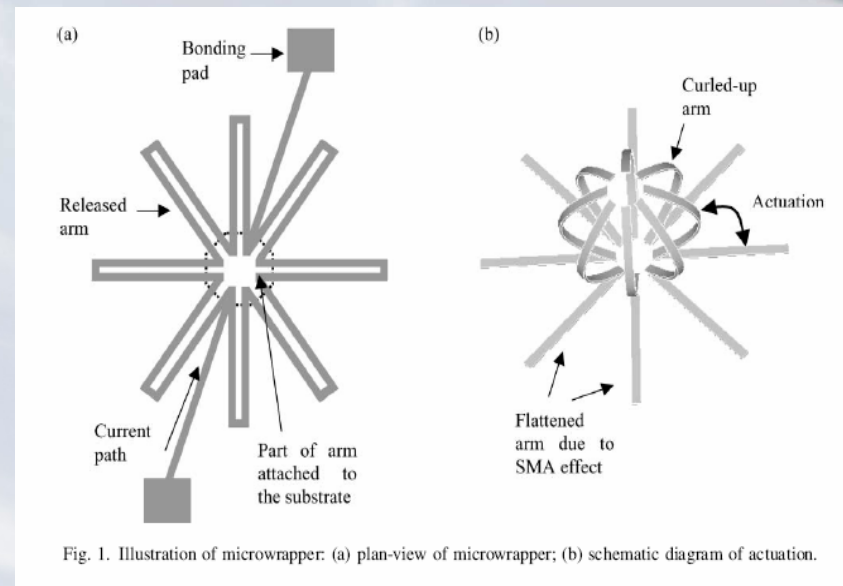 (a)
Bonding
pad
Released
arm
Current
path
Part of arm
attached to
the substrate
(b)
Curled-up
arm
Actuation
Flattened
arm due to
SMA effect
Fig. 1. Illustration of microwrapper: (a) plan-view of microwrapper; (b) schematic diagram of actuation.